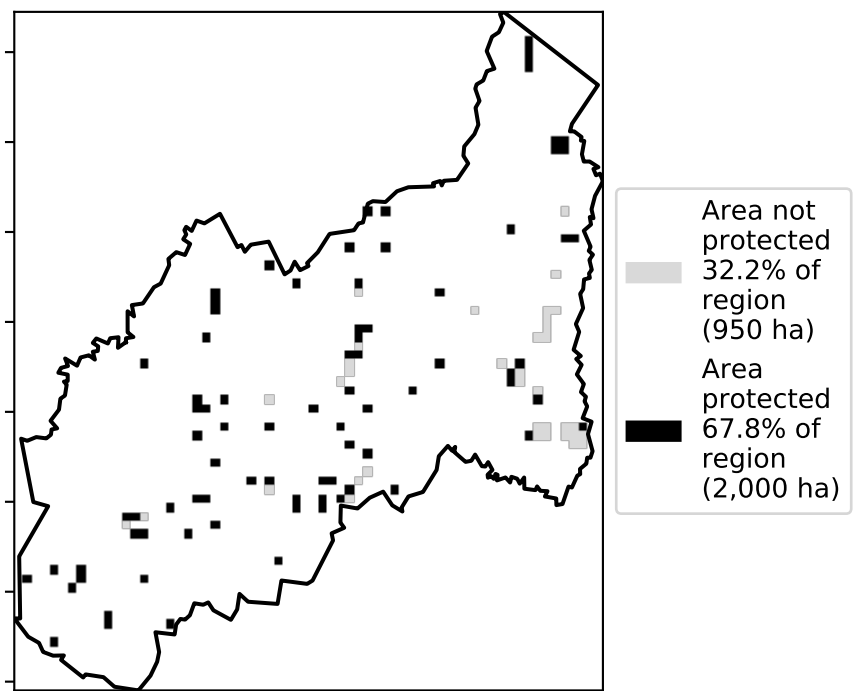 Area not
protected
32.2% of
region
(950 ha)
Area
protected
67.8% of
region
(2,000 ha)